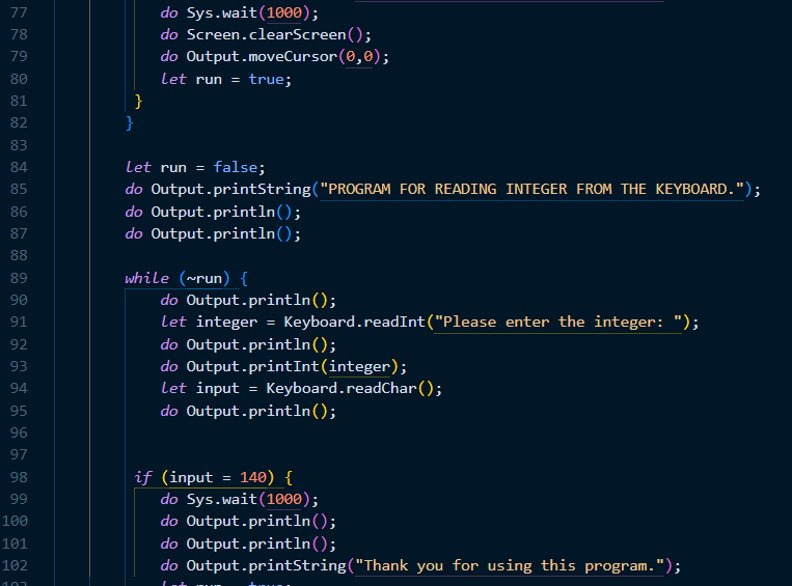 77 do Sys.wait(1000);
78 do Screen.clearScreen();
79 do Output.moveCursor(0,0);
80 let run = true;
81 }
82 }
83
84 let run = false;
85 do Output.printString("PROGRAM FOR READING INTEGER FROM THE KEYBOARD.");
86 do Output.println();
87 do Output.println();
88
89 while (~run) {
90 do Output.println();
91 let integer = Keyboard.readInt("Please enter the integer: ");
92 do Output.println();
93 do Output.printInt(integer);
94 let input = Keyboard.readChar();
95 do Output.println();
96
97
98 if (input = 140) {
99 do Sys.wait(1000);
100 do Output.println();
101 do Output.println();
102 do Output.printString("Thank you for using this program.");
103 let run = true;